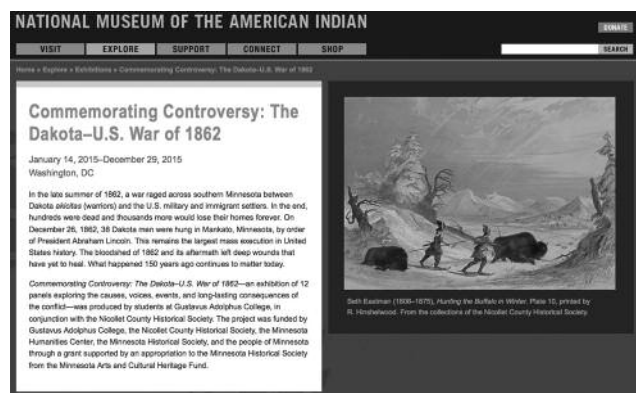 NATIONAL MUSEUM OF THE AMERICAN INDIAN
DONATE
VISIT EXPLORE SUPPORT CONNECT SHOP
SEARCH
Home » Explore » Exhibitions » Commemorating Controversy: The Dakota–U.S. War of 1862
Commemorating Controversy: The
Dakota–U.S. War of 1862
January 14, 2015–December 29, 2015
Washington, DC
In the late summer of 1862, a war raged across southern Minnesota between
Dakota akicitas (warriors) and the U.S. military and immigrant settlers. In the end,
hundreds were dead and thousands more would lose their homes forever. On
December 26, 1862, 38 Dakota men were hung in Mankato, Minnesota, by order
of President Abraham Lincoln. This remains the largest mass execution in United
States history. The bloodshed of 1862 and its aftermath left deep wounds that
have yet to heal. What happened 150 years ago continues to matter today.
Commemorating Controversy: The Dakota–U.S. War of 1862—an exhibition of 12
panels exploring the causes, voices, events, and long-lasting consequences of
the conflict—was produced by students at Gustavus Adolphus College, in
conjunction with the Nicollet County Historical Society. The project was funded by
Gustavus Adolphus College, the Nicollet County Historical Society, the Minnesota
Humanities Center, the Minnesota Historical Society, and the people of Minnesota
through a grant supported by an appropriation to the Minnesota Historical Society
from the Minnesota Arts and Cultural Heritage Fund.
Seth Eastman (1808–1875), Hunting the Buffalo in Winter, Plate 10, printed by
R. Hinshelwood. From the collections of the Nicollet County Historical Society.